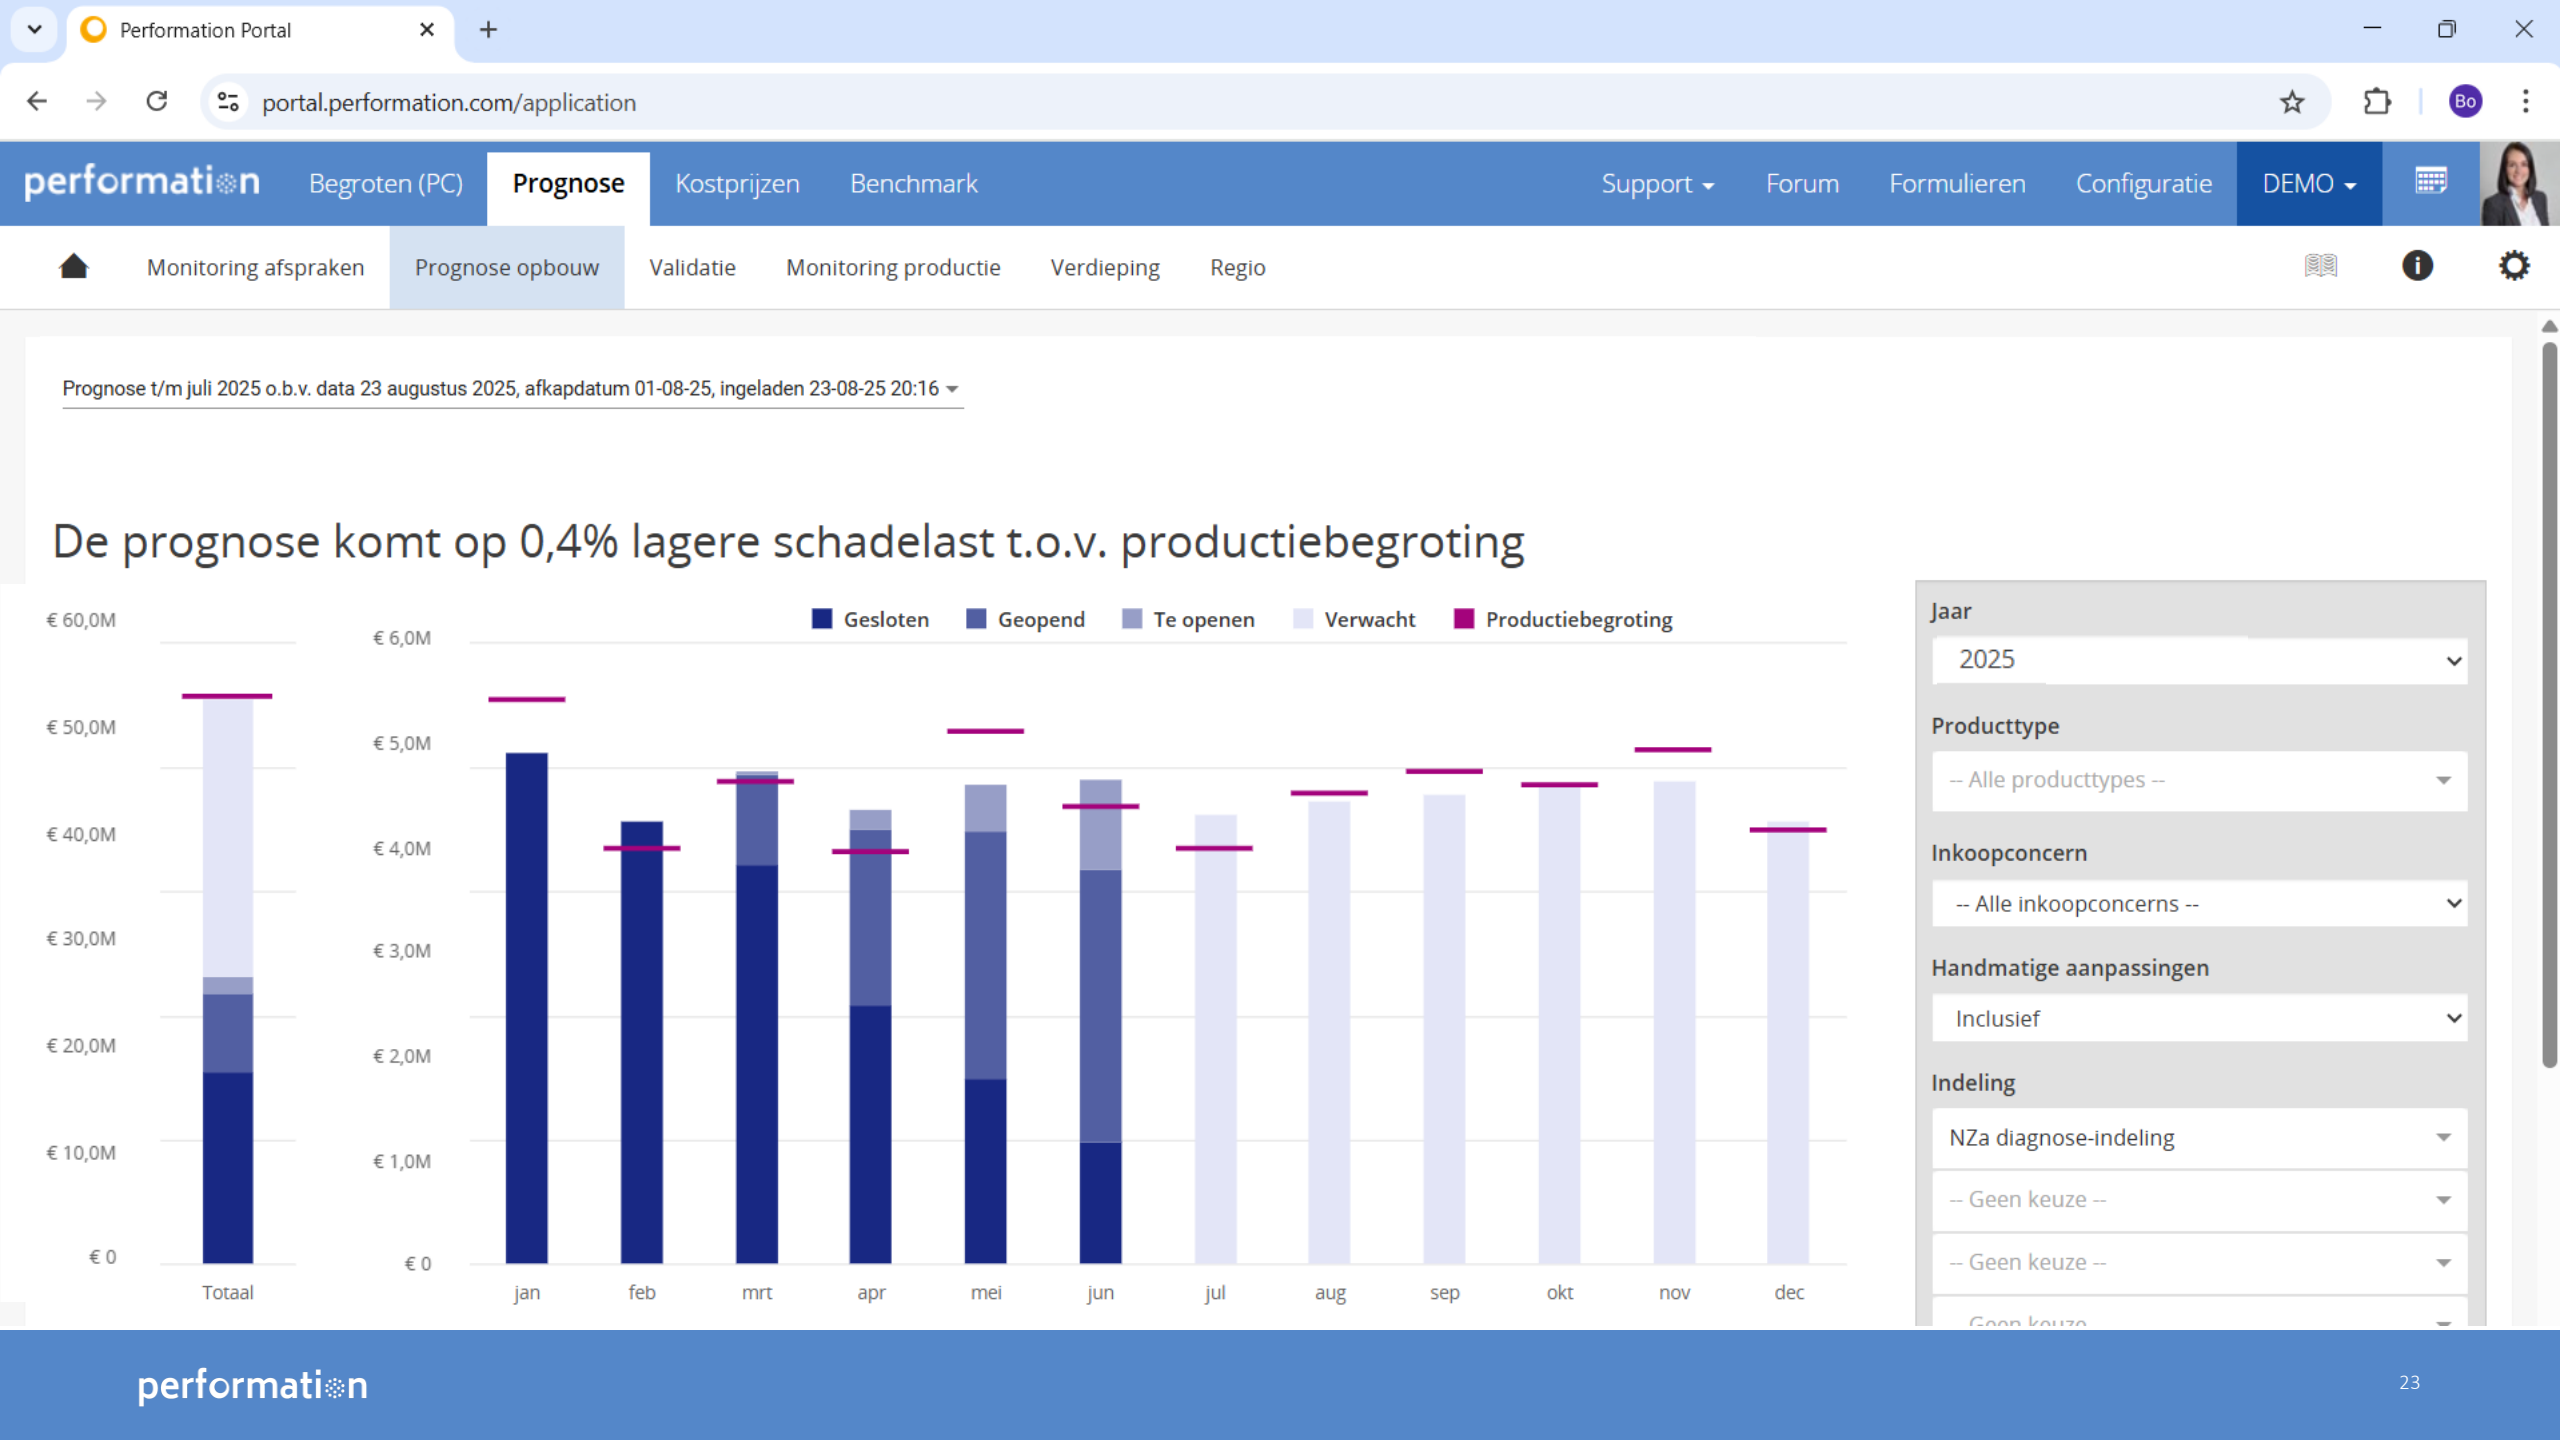 Performation Portal
portal.performation.com/application
Bo
performation Begroten (PC) Prognose Kostprijzen Benchmark Support Forum Formulieren Configuratie DEMO
Monitoring afspraken Prognose opbouw Validatie Monitoring productie Verdieping Regio
Prognose t/m juli 2025 o.b.v. data 23 augustus 2025, afkapdatum 01-08-25, ingeladen 23-08-25 20:16
De prognose komt op 0,4% lagere schadelast t.o.v. productiebegroting
Gesloten Geopend Te openen Verwacht Productiebegroting
€ 60,0M
€ 50,0M
€ 40,0M
€ 30,0M
€ 20,0M
€ 10,0M
€ 0
Totaal
€ 6,0M
€ 5,0M
€ 4,0M
€ 3,0M
€ 2,0M
€ 1,0M
€ 0
jan feb mrt apr mei jun jul aug sep okt nov dec
Jaar
2025
Producttype
-- Alle producttypes --
Inkoopconcern
-- Alle inkoopconcerns --
Handmatige aanpassingen
Inclusief
Indeling
NZa diagnose-indeling
-- Geen keuze --
-- Geen keuze --
Geen keuze
performation
23